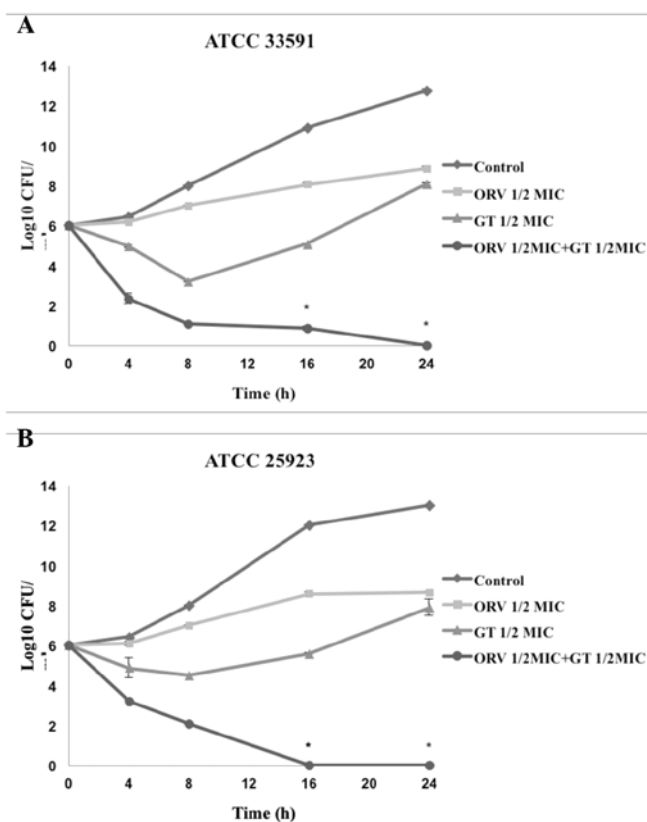 A
ATCC 33591
14
12
10
8
6
4
2
0
Log10 CFU/
0 4 8 12 16 20 24
Time (h)
Control
ORV 1/2 MIC
GT 1/2 MIC
ORV 1/2MIC+GT 1/2MIC
*
*
B
ATCC 25923
14
12
10
8
6
4
2
0
Log10 CFU/
0 4 8 12 16 20 24
Time (h)
Control
ORV 1/2 MIC
GT 1/2 MIC
ORV 1/2MIC+GT 1/2MIC
*
*